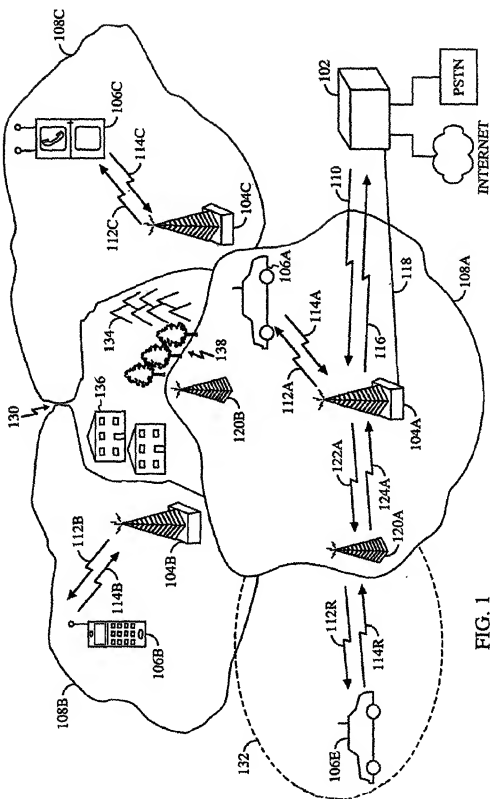 108C
106C
102
PSTN
INTERNET
114C
112C
104C
110
118
116
108A
130
134
136
138
106A
114A
112A
120B
104A
122A
124A
120A
112B
114B
104B
106B
108B
112R
114R
132
106E
FIG. 1